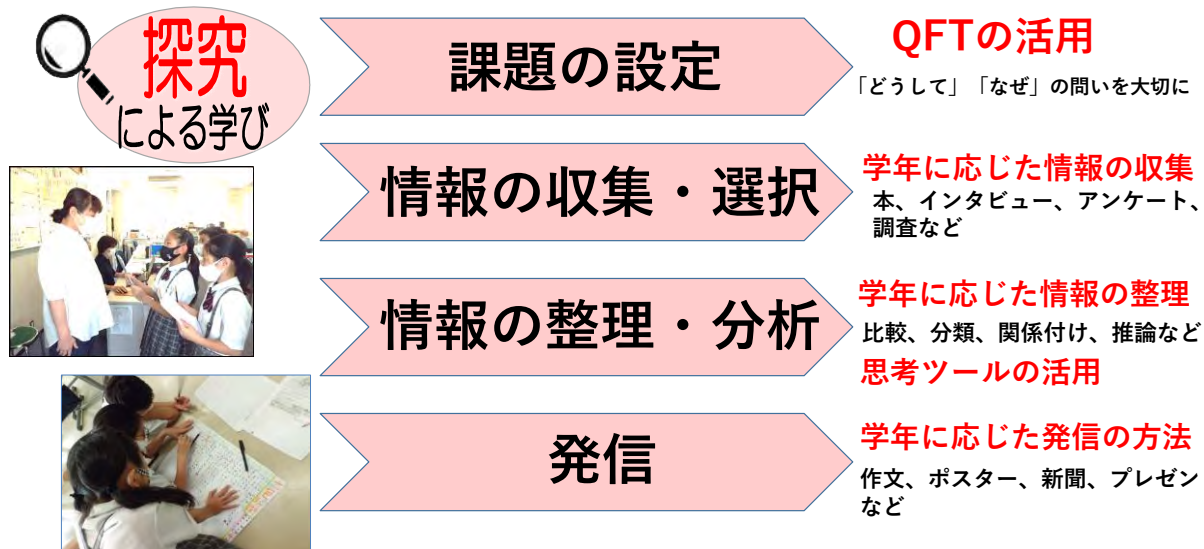 探究
による学び
課題の設定
QFTの活用
「どうして」「なぜ」の問いを大切に
情報の収集・選択
学年に応じた情報の収集
本、インタビュー、アンケート、
調査など
情報の整理・分析
学年に応じた情報の整理
比較、分類、関係付け、推論など
思考ツールの活用
発信
学年に応じた発信の方法
作文、ポスター、新聞、プレゼン
など